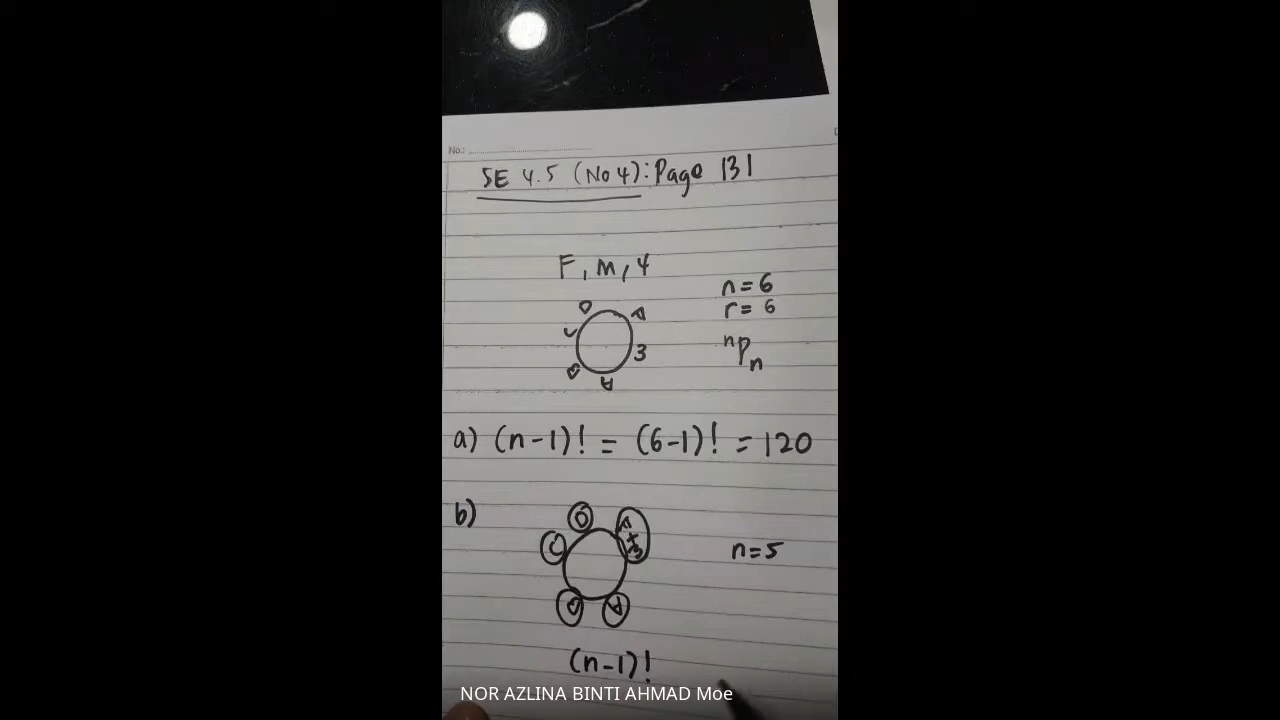 No.:
SE 4.5 (No 4): Page 131
F, M, 4
n = 6
r = 6
nPn
3
a) (n-1)! = (6-1)! = 120
b)
n = 5
(n-1)!
NOR AZLINA BINTI AHMAD Moe